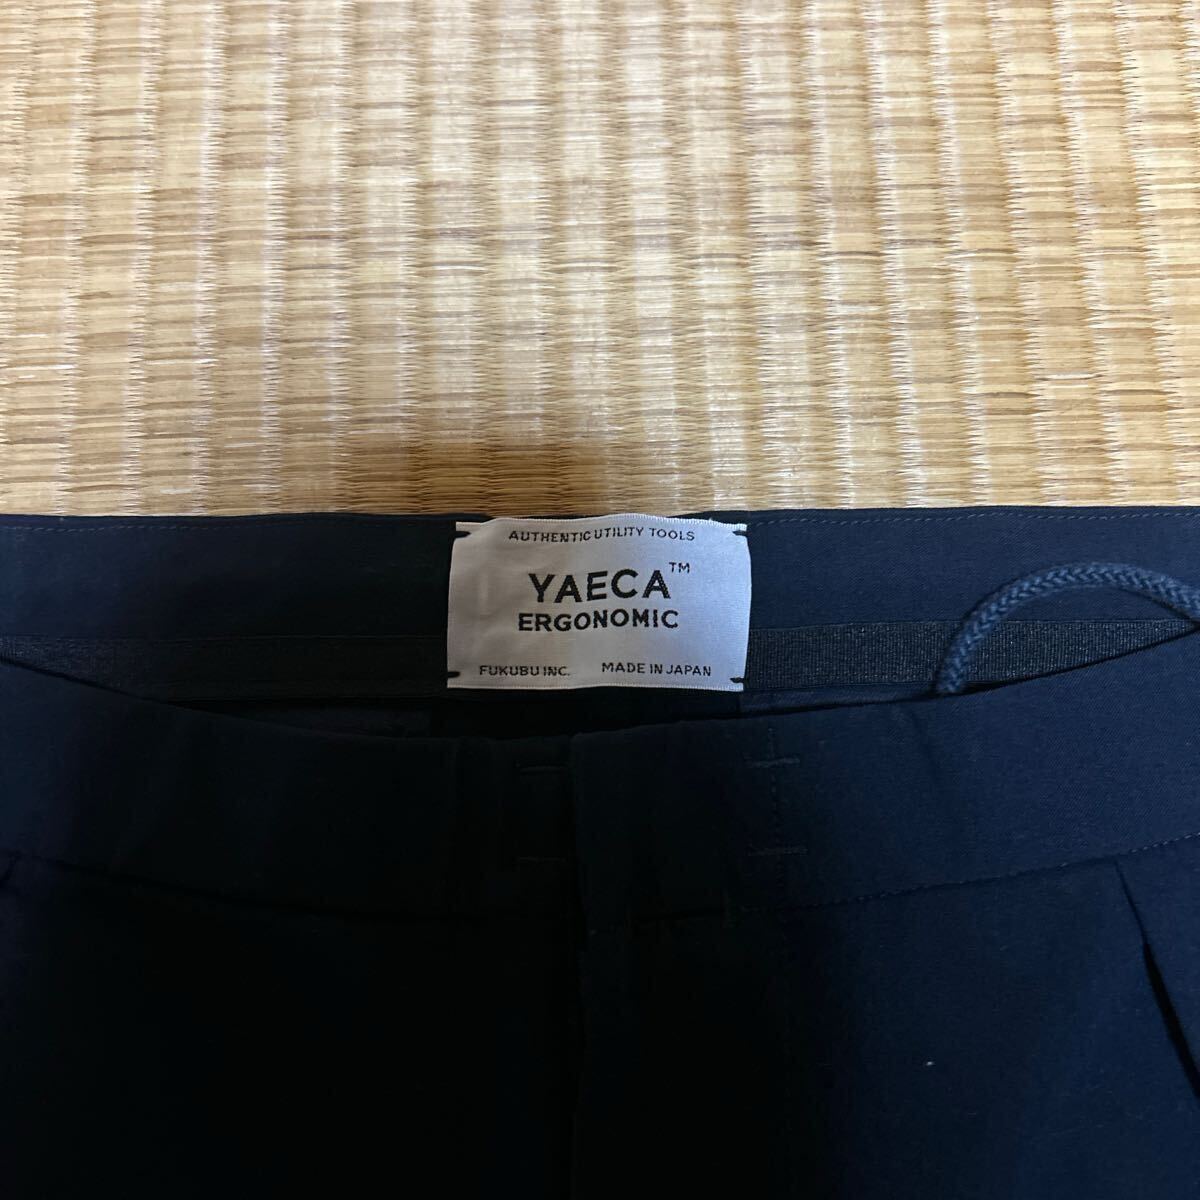 AUTHENTIC UTILITY TOOLS
YAECA™
ERGONOMIC
FUKUBU INC. MADE IN JAPAN